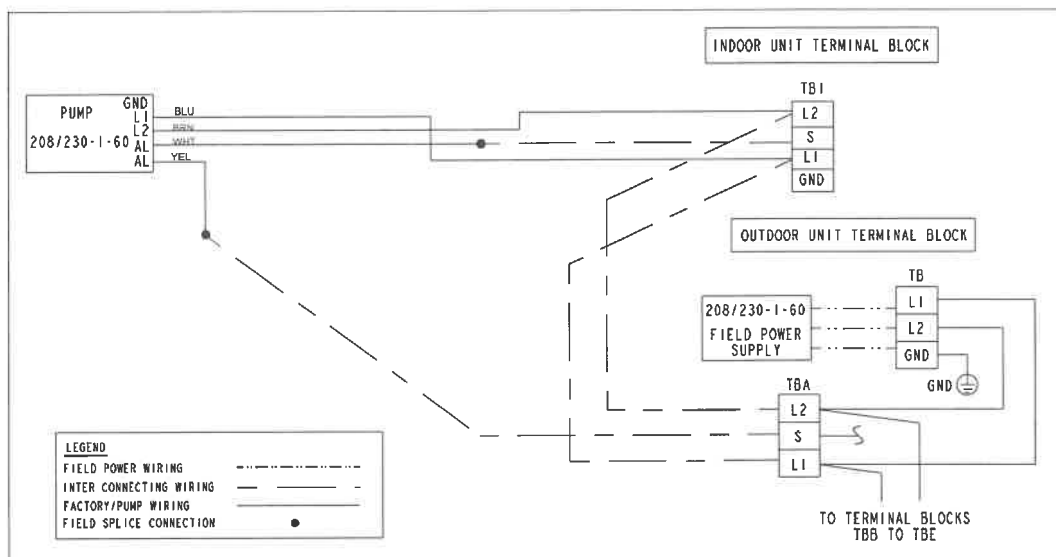 INDOOR UNIT TERMINAL BLOCK
TB1
L2
S
L1
GND
PUMP
208/230-1-60
GND
L1
L2
AL
AL
BLU
BRN
WHT
YEL
OUTDOOR UNIT TERMINAL BLOCK
TB
L1
L2
GND
208/230-1-60
FIELD POWER
SUPPLY
GND
TBA
L2
S
L1
TO TERMINAL BLOCKS
TBB TO TBE
LEGEND
FIELD POWER WIRING
INTER CONNECTING WIRING
FACTORY/PUMP WIRING
FIELD SPLICE CONNECTION